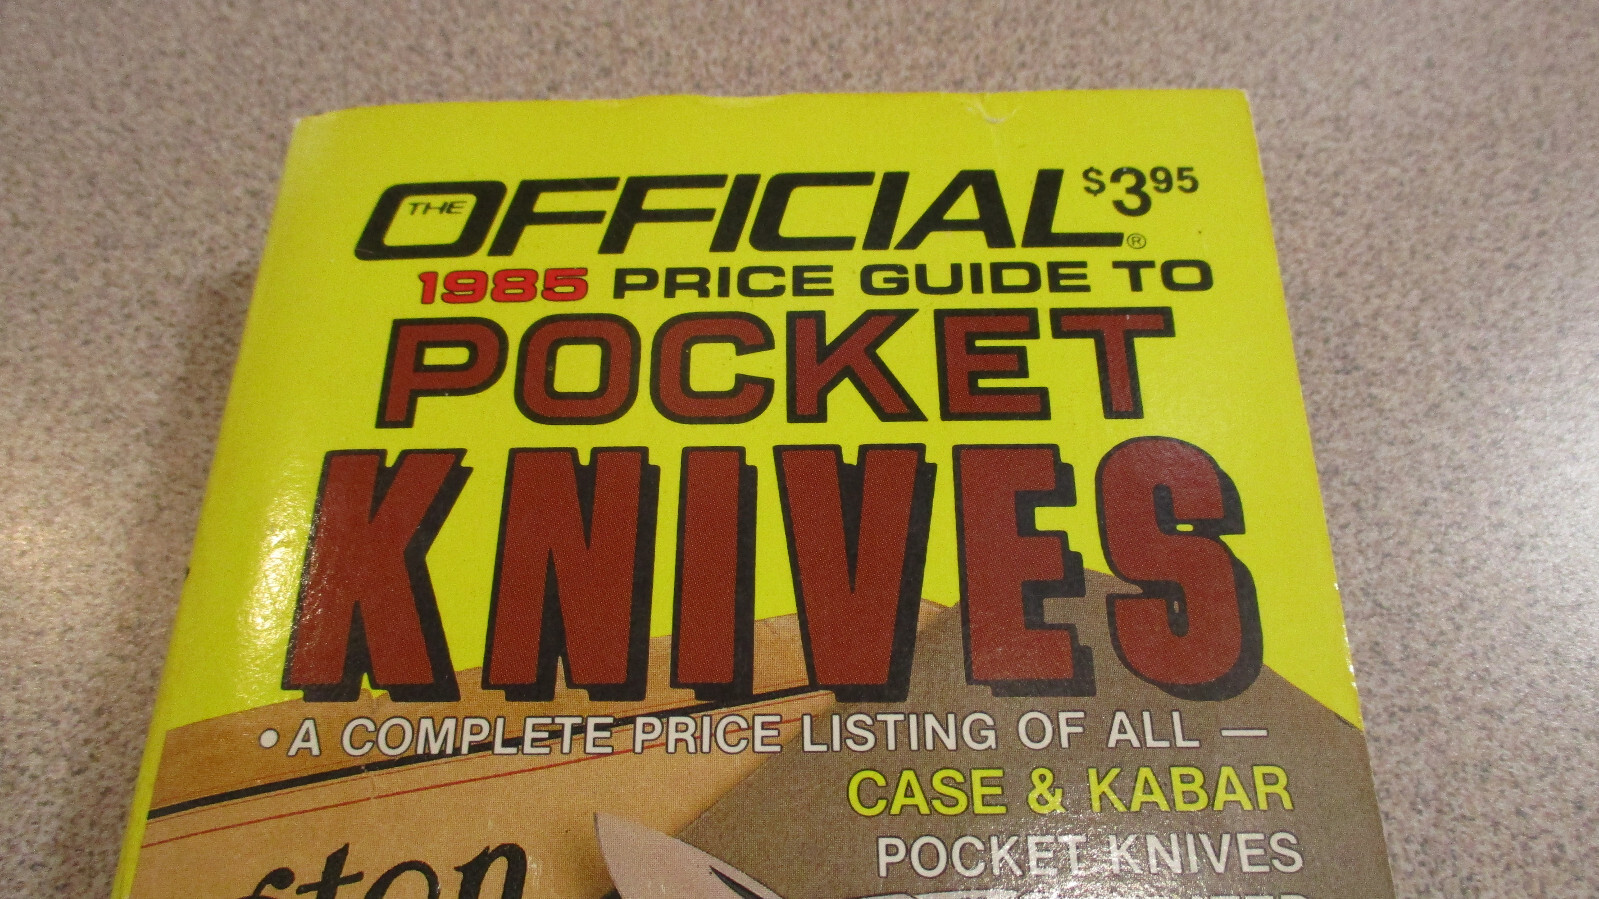 THE OFFICIAL® $3.95
1985 PRICE GUIDE TO
POCKET
KNIVES
• A COMPLETE PRICE LISTING OF ALL —
CASE & KABAR
POCKET KNIVES